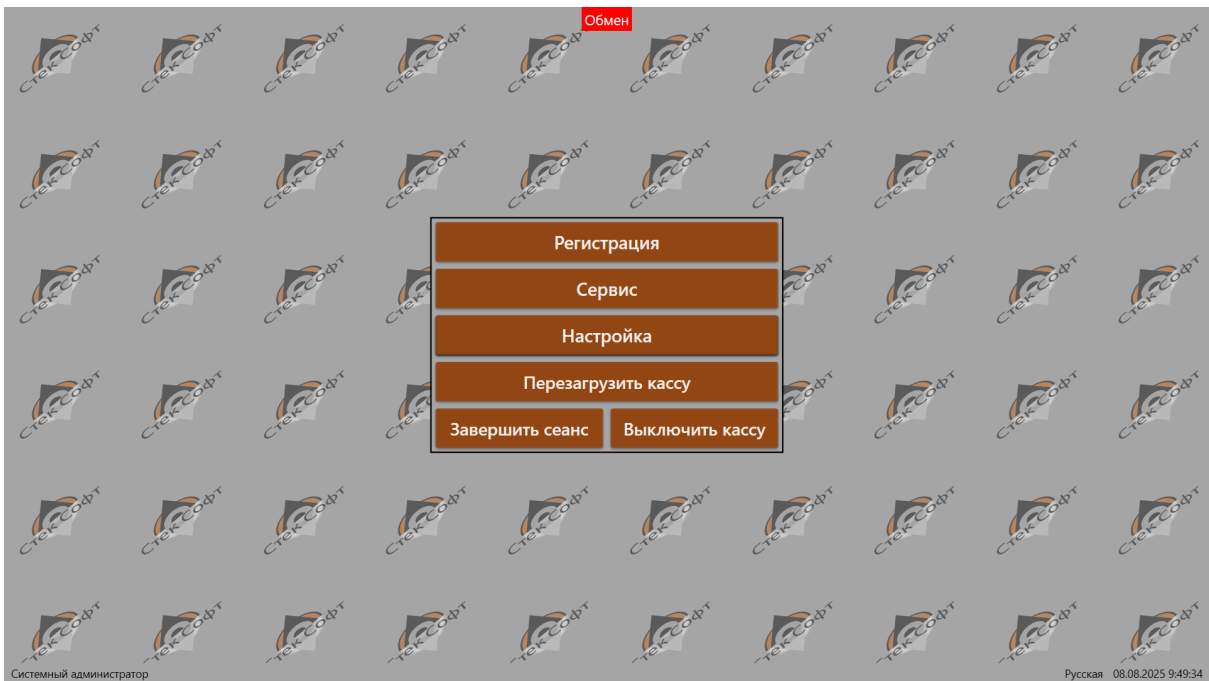 Обмен
Регистрация
Сервис
Настройка
Перезагрузить кассу
Завершить сеанс Выключить кассу
СтекСофт
Системный администратор
Русская 08.08.2025 9:49:34